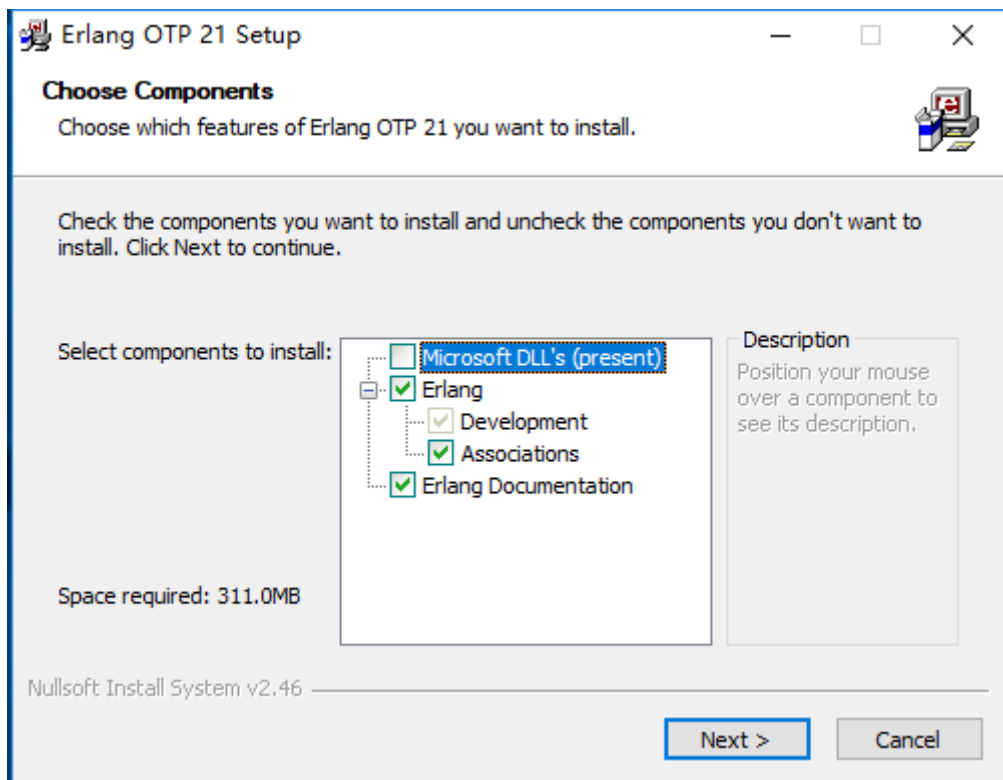 Erlang OTP 21 Setup
Choose Components
Choose which features of Erlang OTP 21 you want to install.
Check the components you want to install and uncheck the components you don't want to
install. Click Next to continue.
Select components to install:
Microsoft DLL's (present)
Erlang
Development
Associations
Erlang Documentation
Description
Position your mouse
over a component to
see its description.
Space required: 311.0MB
Nullsoft Install System v2.46
Next >
Cancel